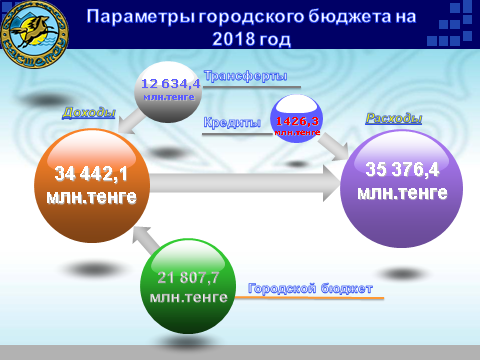 Параметры городского бюджета на
2018 год
12 634,4
млн.тенге
Трансферты
Доходы
Кредиты
1426,3
млн.тенге
Расходы
34 442,1
млн.тенге
35 376,4
млн.тенге
21 807,7
млн.тенге
Городской бюджет